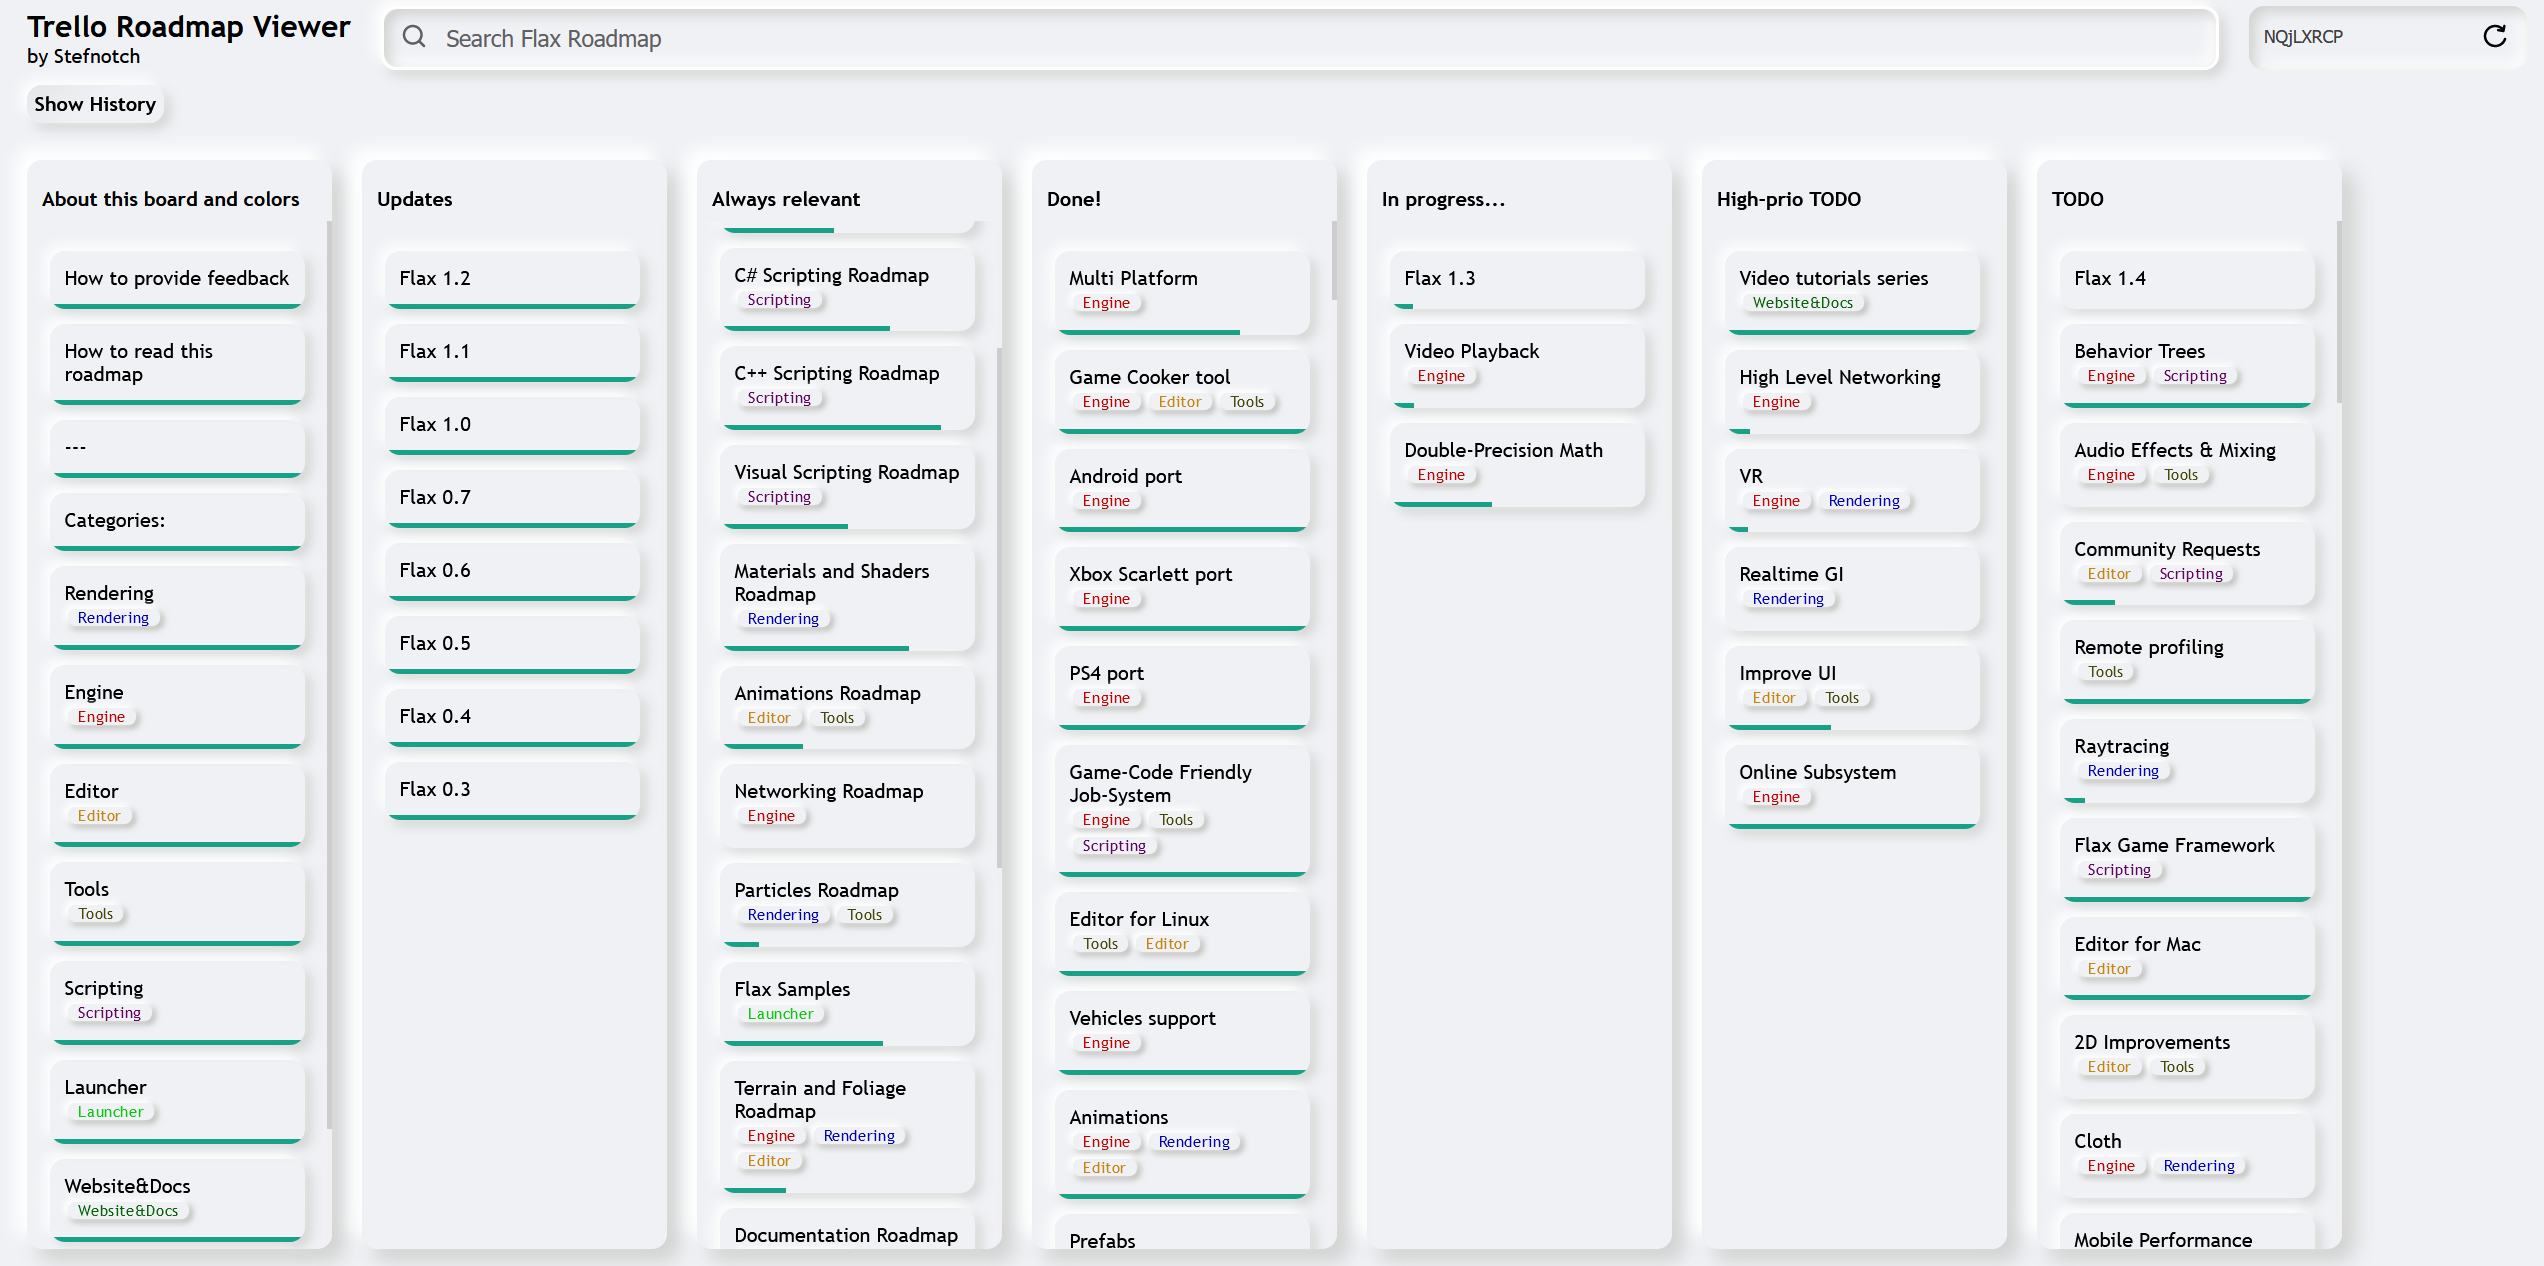 Trello Roadmap Viewer
by Stefnotch
Search Flax Roadmap
NQjLXRCP
Show History
About this board and colors
How to provide feedback
How to read this
roadmap
---
Categories:
Rendering
Rendering
Engine
Engine
Editor
Editor
Tools
Tools
Scripting
Scripting
Launcher
Launcher
Website&Docs
Website&Docs
Updates
Flax 1.2
Flax 1.1
Flax 1.0
Flax 0.7
Flax 0.6
Flax 0.5
Flax 0.4
Flax 0.3
Always relevant
C# Scripting Roadmap
Scripting
C++ Scripting Roadmap
Scripting
Visual Scripting Roadmap
Scripting
Materials and Shaders
Roadmap
Rendering
Animations Roadmap
Editor Tools
Networking Roadmap
Engine
Particles Roadmap
Rendering Tools
Flax Samples
Launcher
Terrain and Foliage
Roadmap
Engine Rendering
Editor
Documentation Roadmap
Done!
Multi Platform
Engine
Game Cooker tool
Engine Editor Tools
Android port
Engine
Xbox Scarlett port
Engine
PS4 port
Engine
Game-Code Friendly
Job-System
Engine Tools
Scripting
Editor for Linux
Tools Editor
Vehicles support
Engine
Animations
Engine Rendering
Editor
Prefabs
In progress...
Flax 1.3
Video Playback
Engine
Double-Precision Math
Engine
High-prio TODO
Video tutorials series
Website&Docs
High Level Networking
Engine
VR
Engine Rendering
Realtime GI
Rendering
Improve UI
Editor Tools
Online Subsystem
Engine
TODO
Flax 1.4
Behavior Trees
Engine Scripting
Audio Effects & Mixing
Engine Tools
Community Requests
Editor Scripting
Remote profiling
Tools
Raytracing
Rendering
Flax Game Framework
Scripting
Editor for Mac
Editor
2D Improvements
Editor Tools
Cloth
Engine Rendering
Mobile Performance